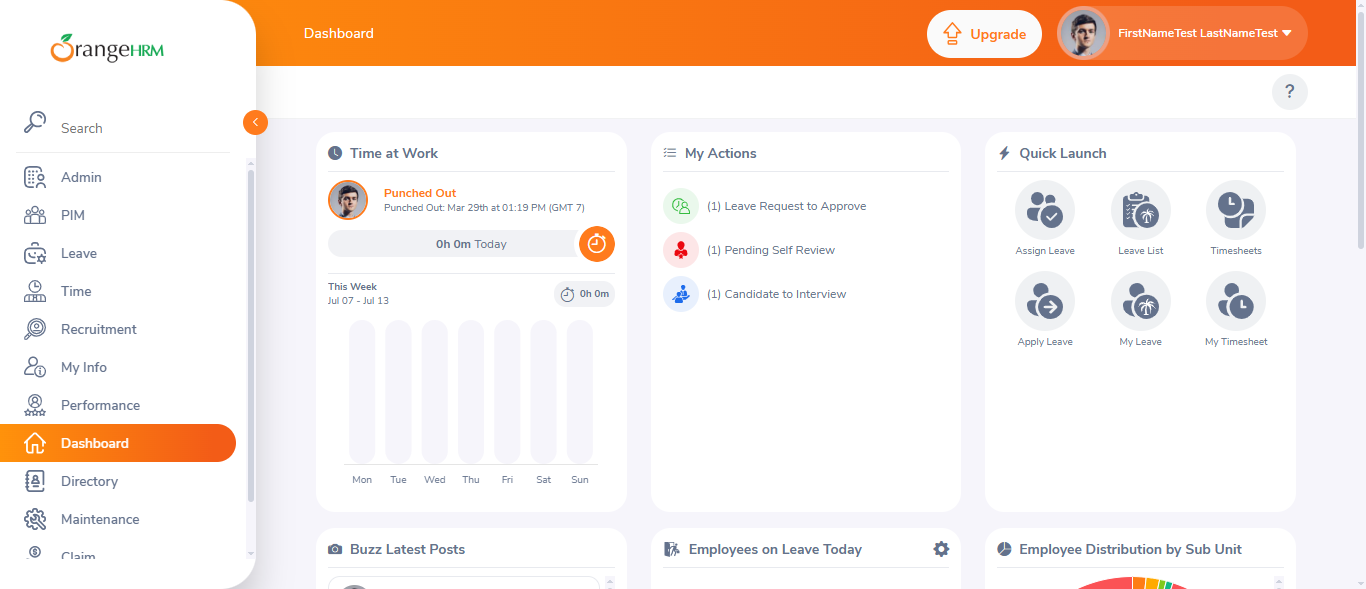 OrangeHRM
Search
Admin
PIM
Leave
Time
Recruitment
My Info
Performance
Dashboard
Directory
Maintenance
Claim
Dashboard
Upgrade
FirstNameTest LastNameTest
?
Time at Work
Punched Out
Punched Out: Mar 29th at 01:19 PM (GMT 7)
0h 0m Today
This Week
Jul 07 - Jul 13
0h 0m
Mon Tue Wed Thu Fri Sat Sun
My Actions
(1) Leave Request to Approve
(1) Pending Self Review
(1) Candidate to Interview
Quick Launch
Assign Leave Leave List Timesheets
Apply Leave My Leave My Timesheet
Buzz Latest Posts
Employees on Leave Today
Employee Distribution by Sub Unit